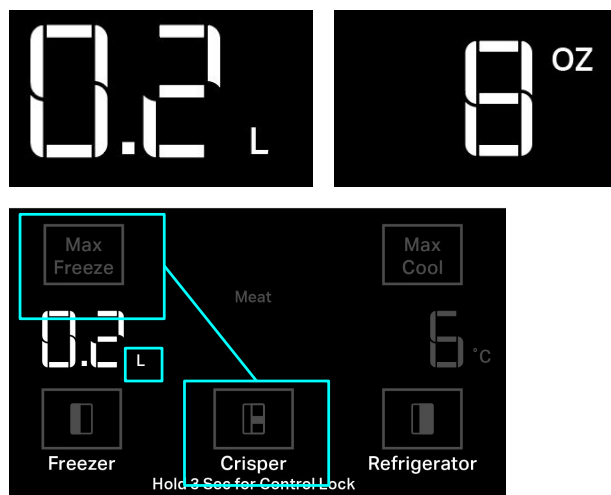 0.2 L
8 OZ
Max Freeze
Max Cool
Meat
0.2 L
6 °C
Freezer
Crisper
Refrigerator
Hold 3 Sec for Control Lock